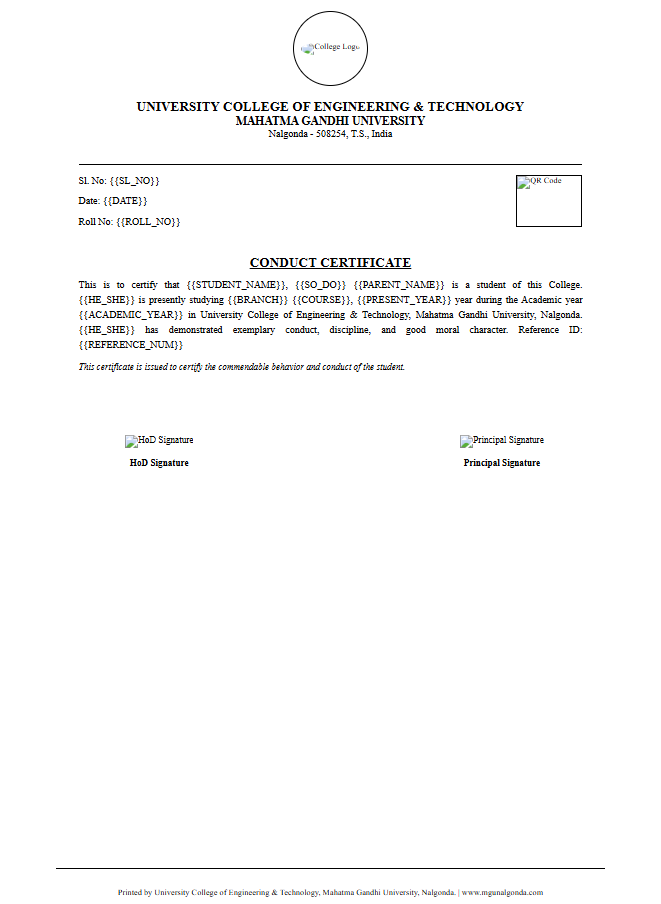 College Logo
UNIVERSITY COLLEGE OF ENGINEERING & TECHNOLOGY
MAHATMA GANDHI UNIVERSITY
Nalgonda - 508254, T.S., India
Sl. No: {{SL_NO}}
QR Code
Date: {{DATE}}
Roll No: {{ROLL_NO}}
CONDUCT CERTIFICATE
This is to certify that {{STUDENT_NAME}}, {{SO_DO}} {{PARENT_NAME}} is a student of this College.
{{HE_SHE}} is presently studying {{BRANCH}} {{COURSE}}, {{PRESENT_YEAR}} year during the Academic year
{{ACADEMIC_YEAR}} in University College of Engineering & Technology, Mahatma Gandhi University, Nalgonda.
{{HE_SHE}} has demonstrated exemplary conduct, discipline, and good moral character. Reference ID:
{{REFERENCE_NUM}}
This certificate is issued to certify the commendable behavior and conduct of the student.
HoD Signature
Principal Signature
HoD Signature
Principal Signature
Printed by University College of Engineering & Technology, Mahatma Gandhi University, Nalgonda. | www.mgunalgonda.com